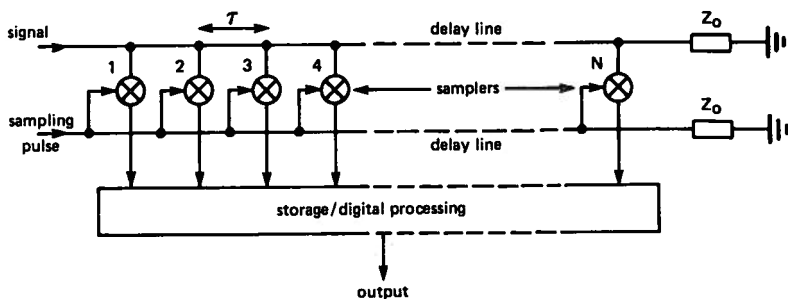 τ
Z₀
signal
delay line
1 2 3 4 N
samplers
Z₀
sampling
pulse
delay line
storage/digital processing
output